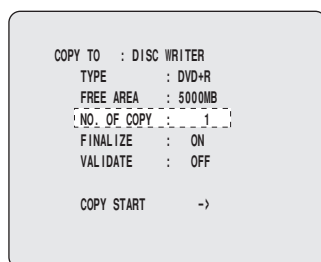 COPY TO : DISC WRITER
TYPE : DVD+R
FREE AREA : 5000MB
NO. OF COPY : 1
FINALIZE : ON
VALIDATE : OFF
COPY START ->